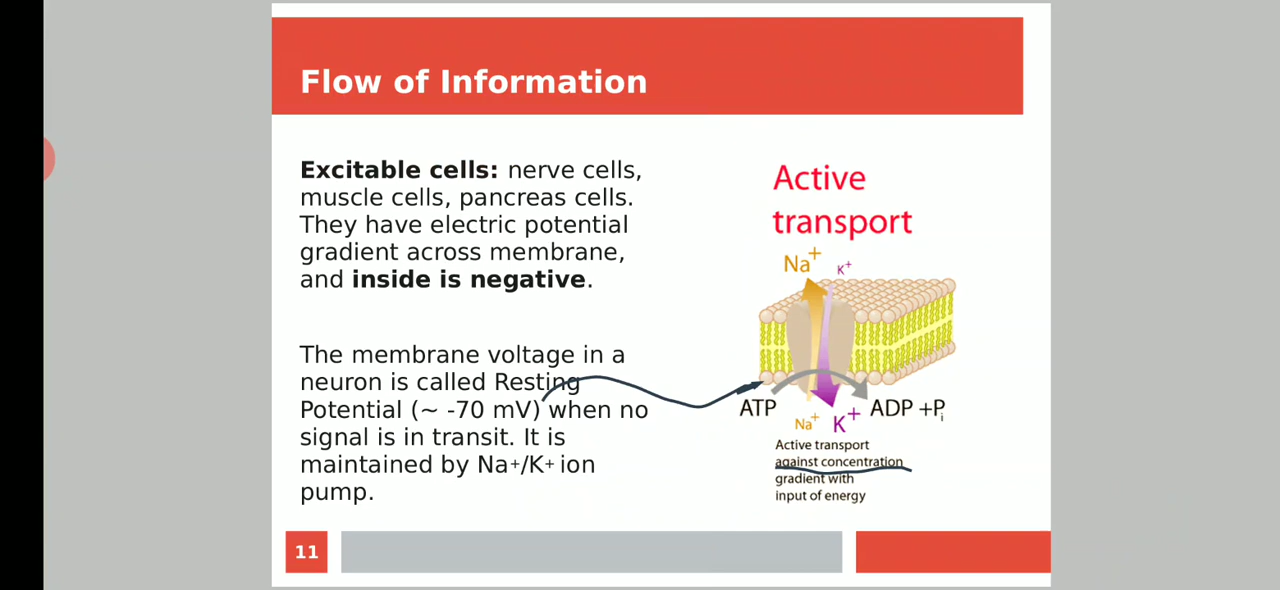 Flow of Information
Excitable cells: nerve cells,
muscle cells, pancreas cells.
They have electric potential
gradient across membrane,
and inside is negative.
The membrane voltage in a
neuron is called Resting
Potential (~ -70 mV) when no
signal is in transit. It is
maintained by Na+/K+ ion
pump.
Active
transport
Na+ K+
ATP
ADP +Pi
Na+ K+
Active transport
against concentration
gradient with
input of energy
11